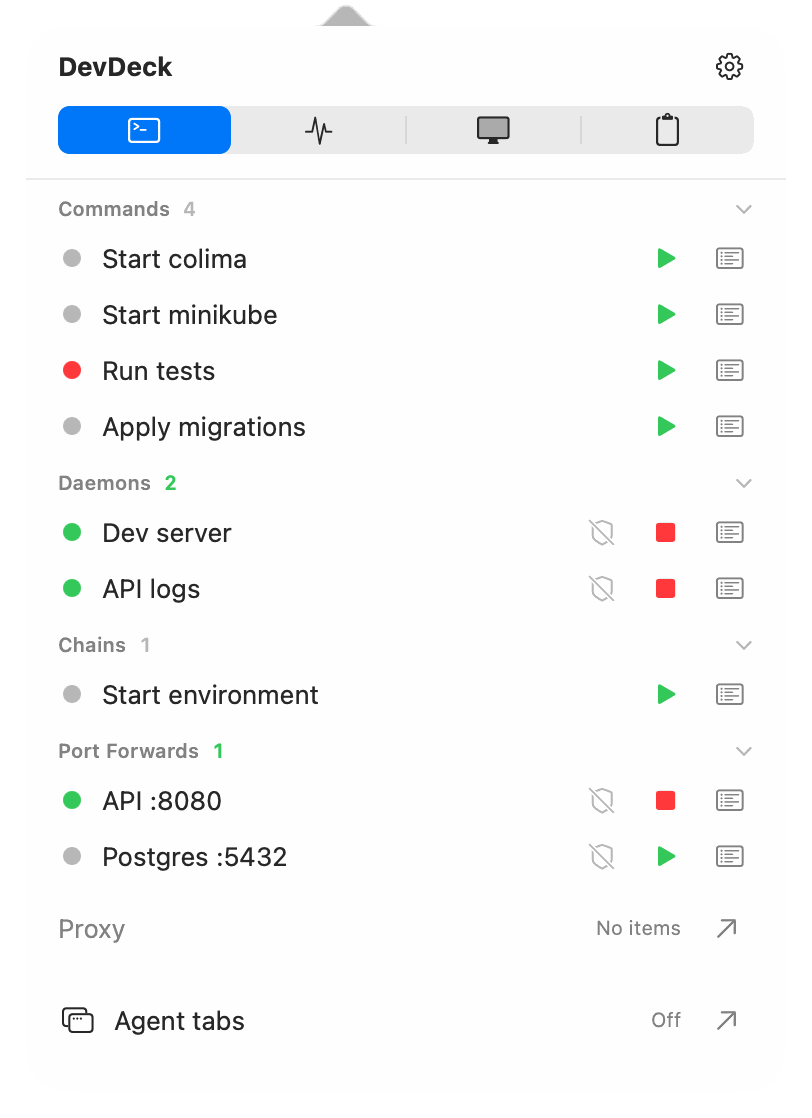 DevDeck
Commands 4
Start colima
Start minikube
Run tests
Apply migrations
Daemons 2
Dev server
API logs
Chains 1
Start environment
Port Forwards 1
API :8080
Postgres :5432
Proxy No items
Agent tabs Off